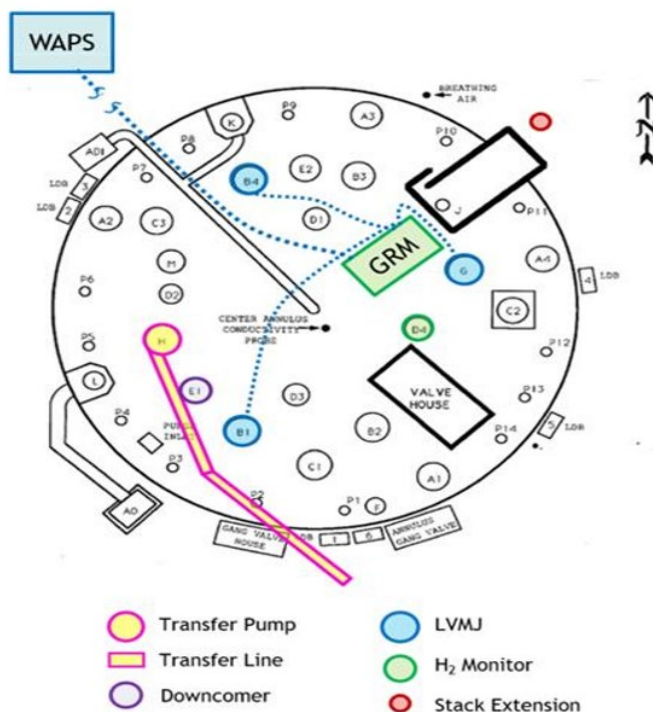 WAPS
BREATHING
AIR
P9
A3
K
P10
P8
AD1
E2
B3
P7
B4
LDB
3
LDB
2
J
P11
A2
C3
D1
GRM
M
A4
G
LDB
4
P6
D2
C2
CENTER ANNULUS
CONDUCTIVITY
PROBE
D4
H
P5
P12
VALVE
HOUSE
L
E1
D3
P13
P4
B1
B2
P14
5
LDB
P3
C1
A1
AO
P2
P1
F
GANG VALVE
HOUSE
1
6
ANNULUS
GANG VALVE
Transfer Pump
LVMJ
Transfer Line
H₂ Monitor
Downcomer
Stack Extension